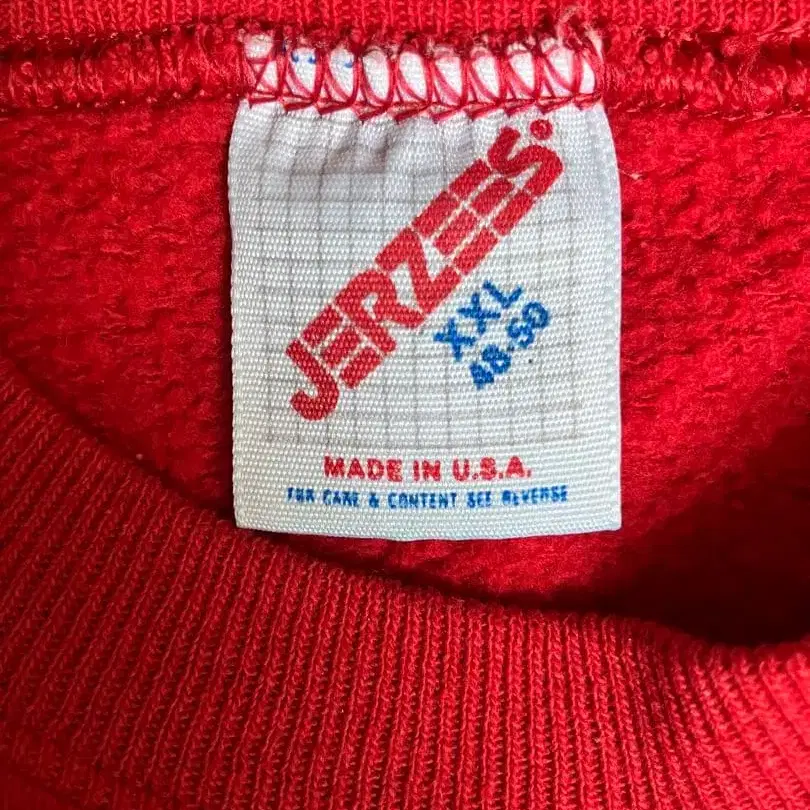 JERZEES.
XXL
48-50
MADE IN U.S.A.
FOR CARE & CONTENT SEE REVERSE